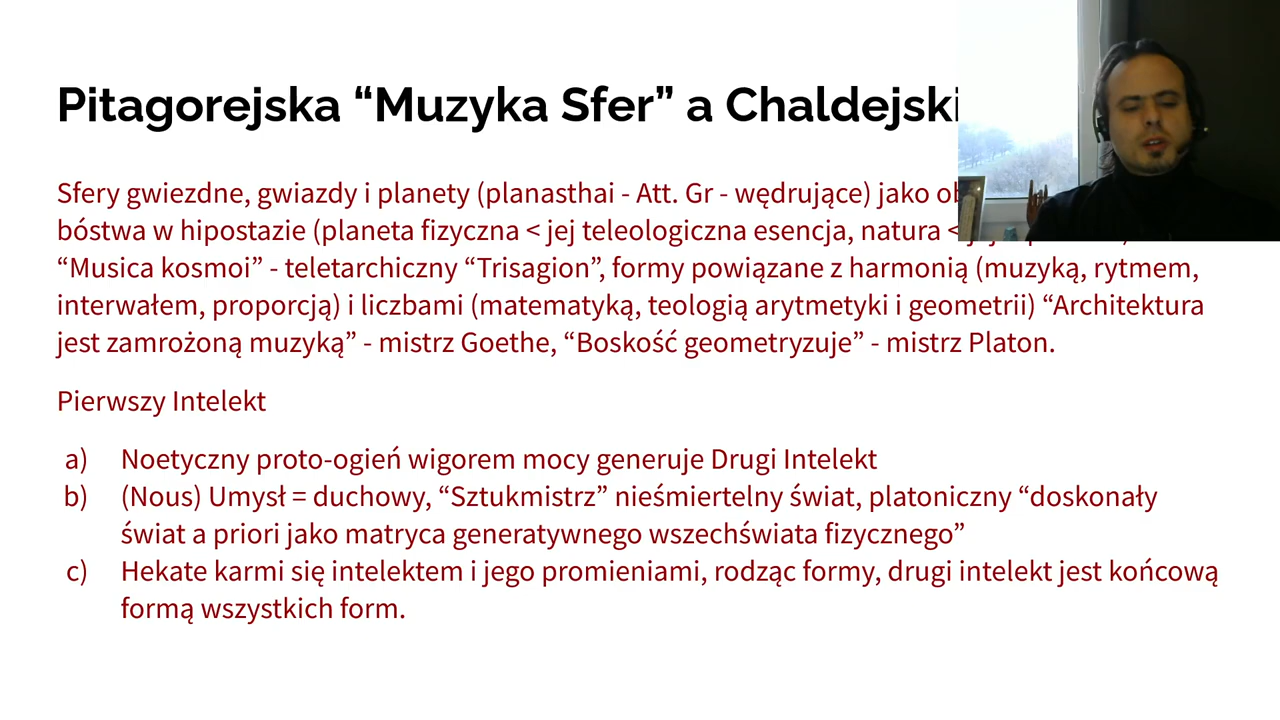 Pitagorejska “Muzyka Sfer” a
Sfery gwiezdne, gwiazdy i planety (planasthai - Att. Gr - wędrujące) jako
bóstwa w hipostazie (planeta fizyczna < jej teleologiczna esencja, natura <
“Musica kosmoi” - teletarchiczny “Trisagion”, formy powiązane z harmonią (muzyką, rytmem,
interwałem, proporcją) i liczbami (matematyką, teologią arytmetyki i geometrii) “Architektura
jest zamrożoną muzyką” - mistrz Goethe, “Boskość geometryzuje” - mistrz Platon.
Pierwszy Intelekt
a) Noetyczny proto-ogień wigorem mocy generuje Drugi Intelekt
b) (Nous) Umysł = duchowy, “Sztukmistrz” nieśmiertelny świat, platoniczny “doskonały
świat a priori jako matryca generatywnego wszechświata fizycznego”
c) Hekate karmi się intelektem i jego promieniami, rodząc formy, drugi intelekt jest końcową
formą wszystkich form.